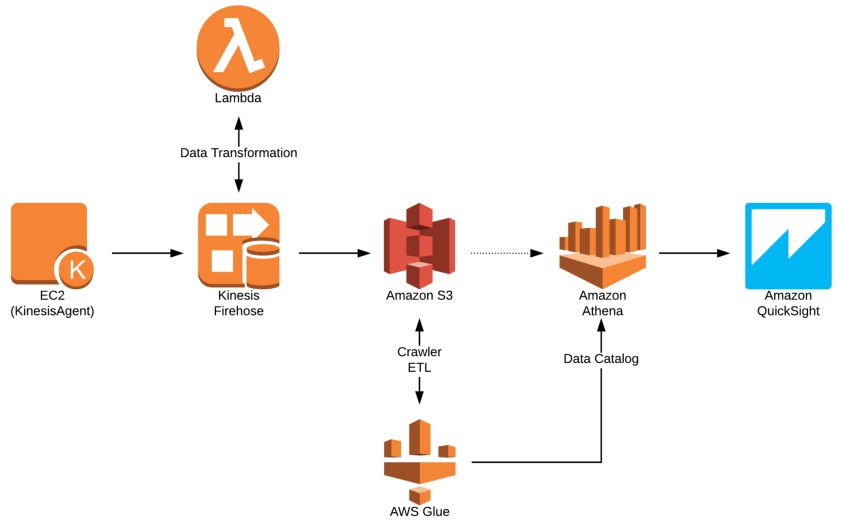 Lambda
Data Transformation
K
EC2
(KinesisAgent)
Kinesis
Firehose
Amazon S3
Amazon
Athena
Amazon
QuickSight
Crawler
ETL
Data Catalog
AWS Glue